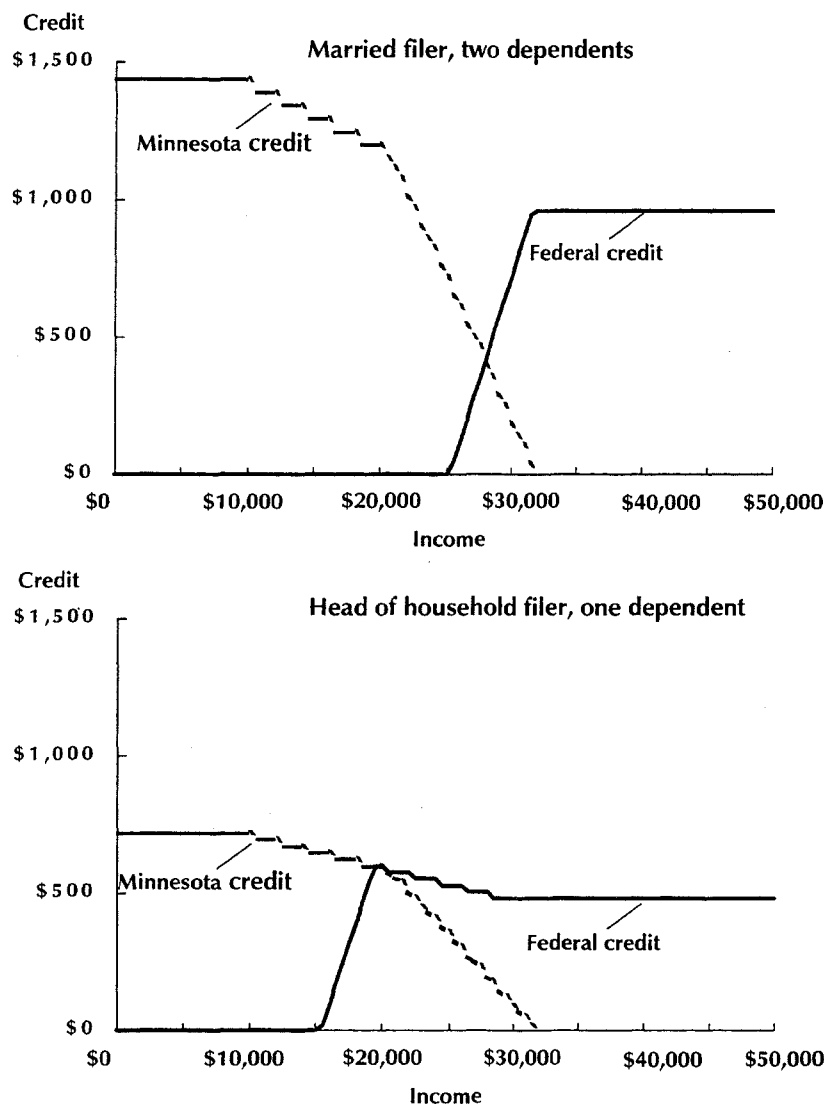 Credit
Married filer, two dependents
$1,500
Minnesota credit
$1,000
Federal credit
$500
$0
$0 $10,000 $20,000 $30,000 $40,000 $50,000
Income
Credit
Head of household filer, one dependent
$1,500
$1,000
$500
Minnesota credit
Federal credit
$0
$0 $10,000 $20,000 $30,000 $40,000 $50,000
Income